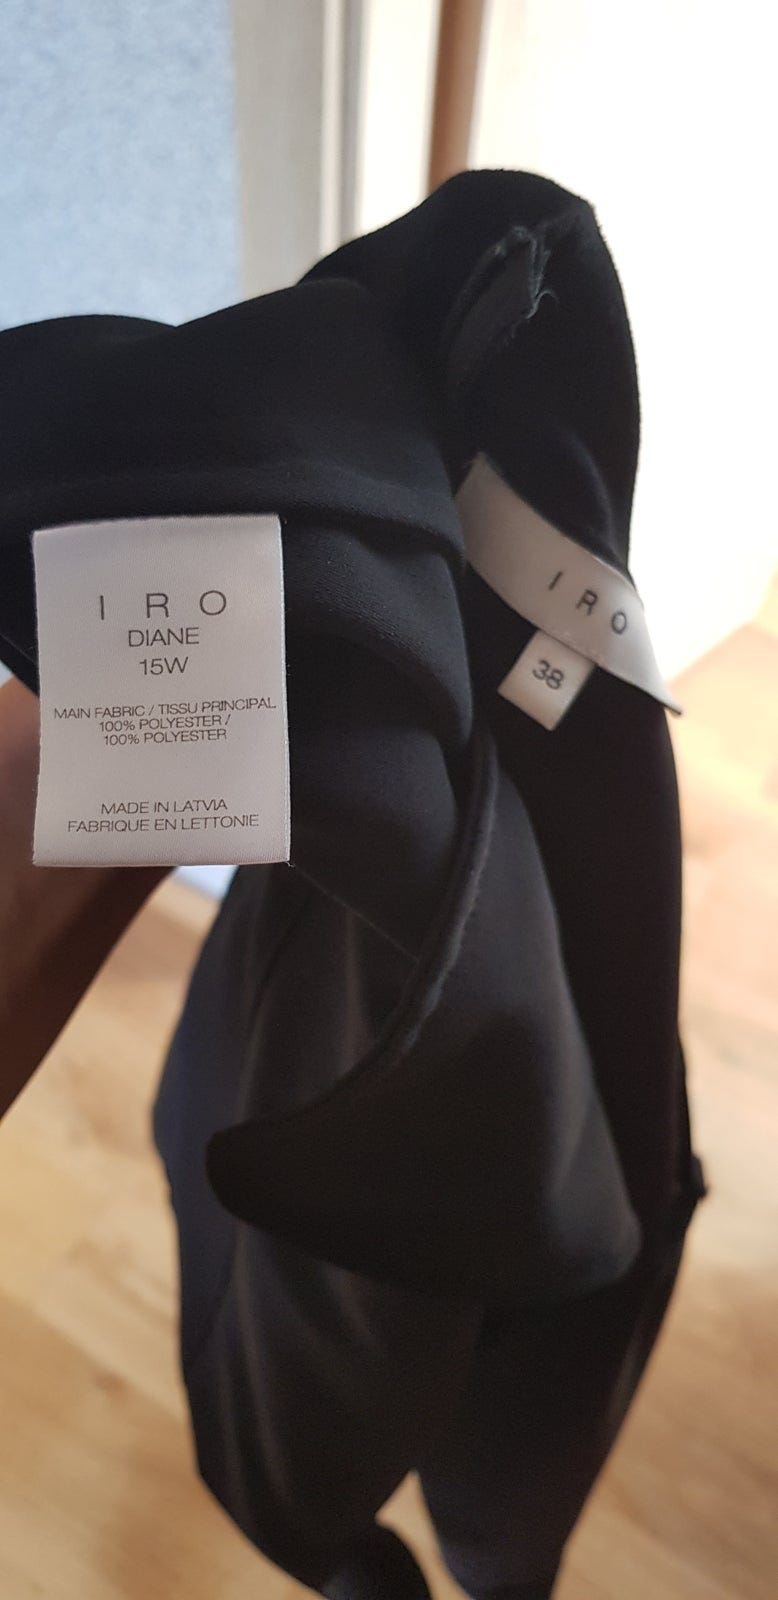 I R O
DIANE
15W
MAIN FABRIC / TISSU PRINCIPAL
100% POLYESTER /
100% POLYESTER
MADE IN LATVIA
FABRIQUE EN LETTONIE
I R O
38